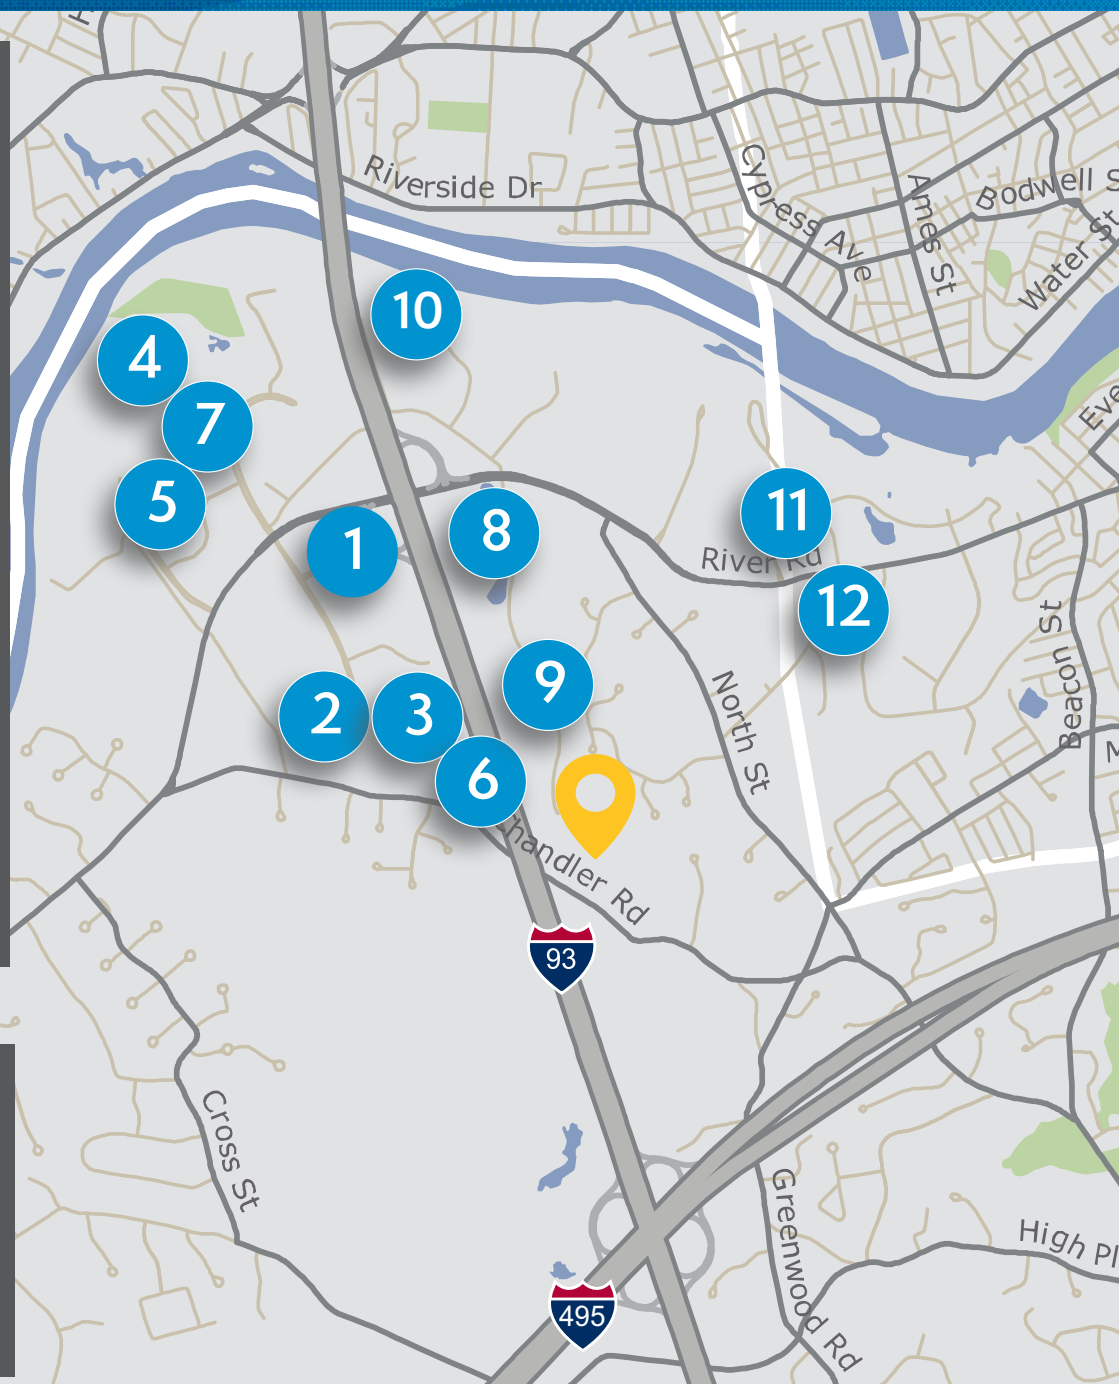 Riverside Dr
Cypress Ave
Ames St
Bodwell S
Water St
10
4
7
5
1
8
11
River Rd
12
Eve
2
3
9
6
North St
Beacon St
M
Chandler Rd
93
Cross St
Greenwood Rd
High Pl
495